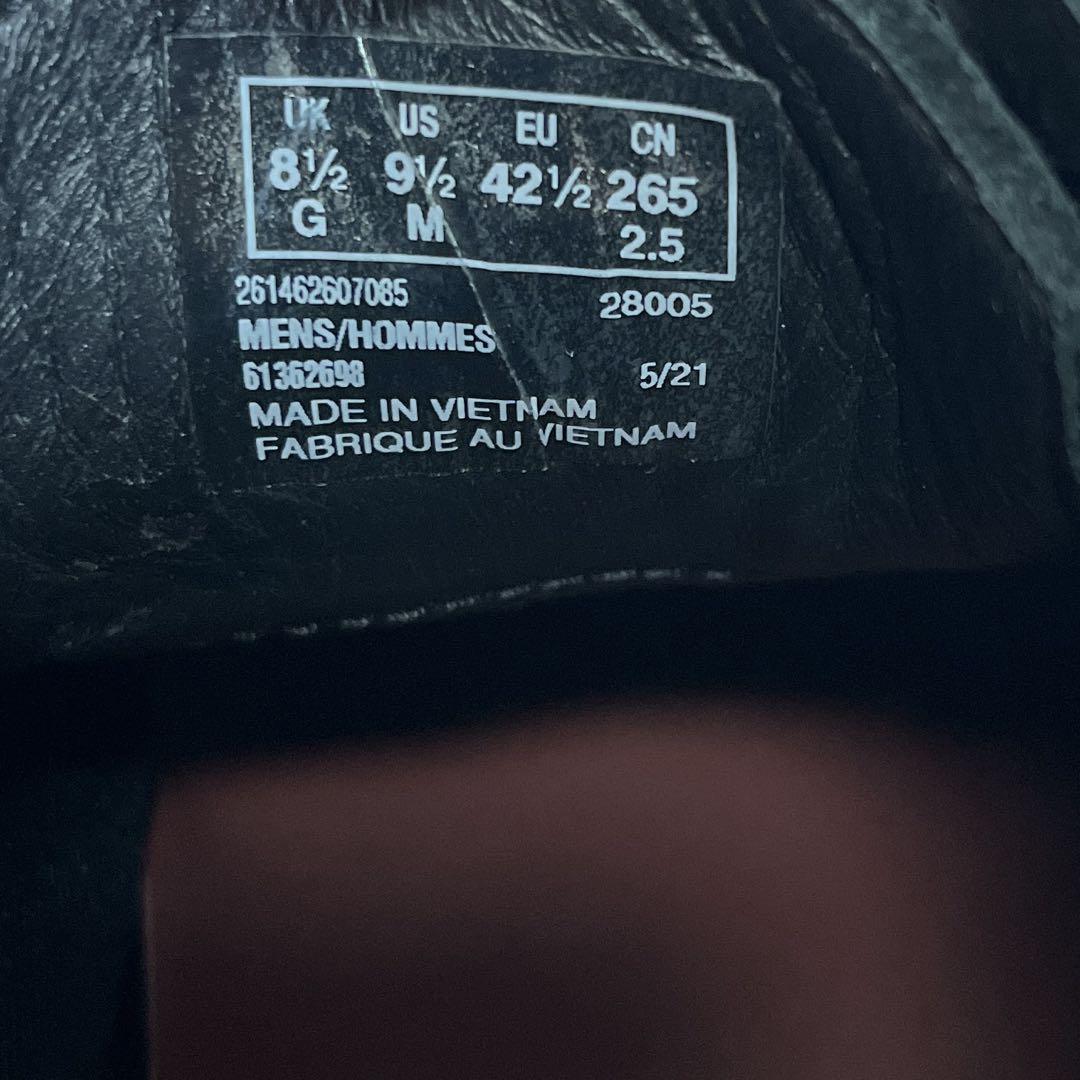 UK US EU CN
8½ 9½ 42½ 265
G M 2.5
261462607085 28005
MENS/HOMMES
61362698 5/21
MADE IN VIETNAM
FABRIQUE AU VIETNAM